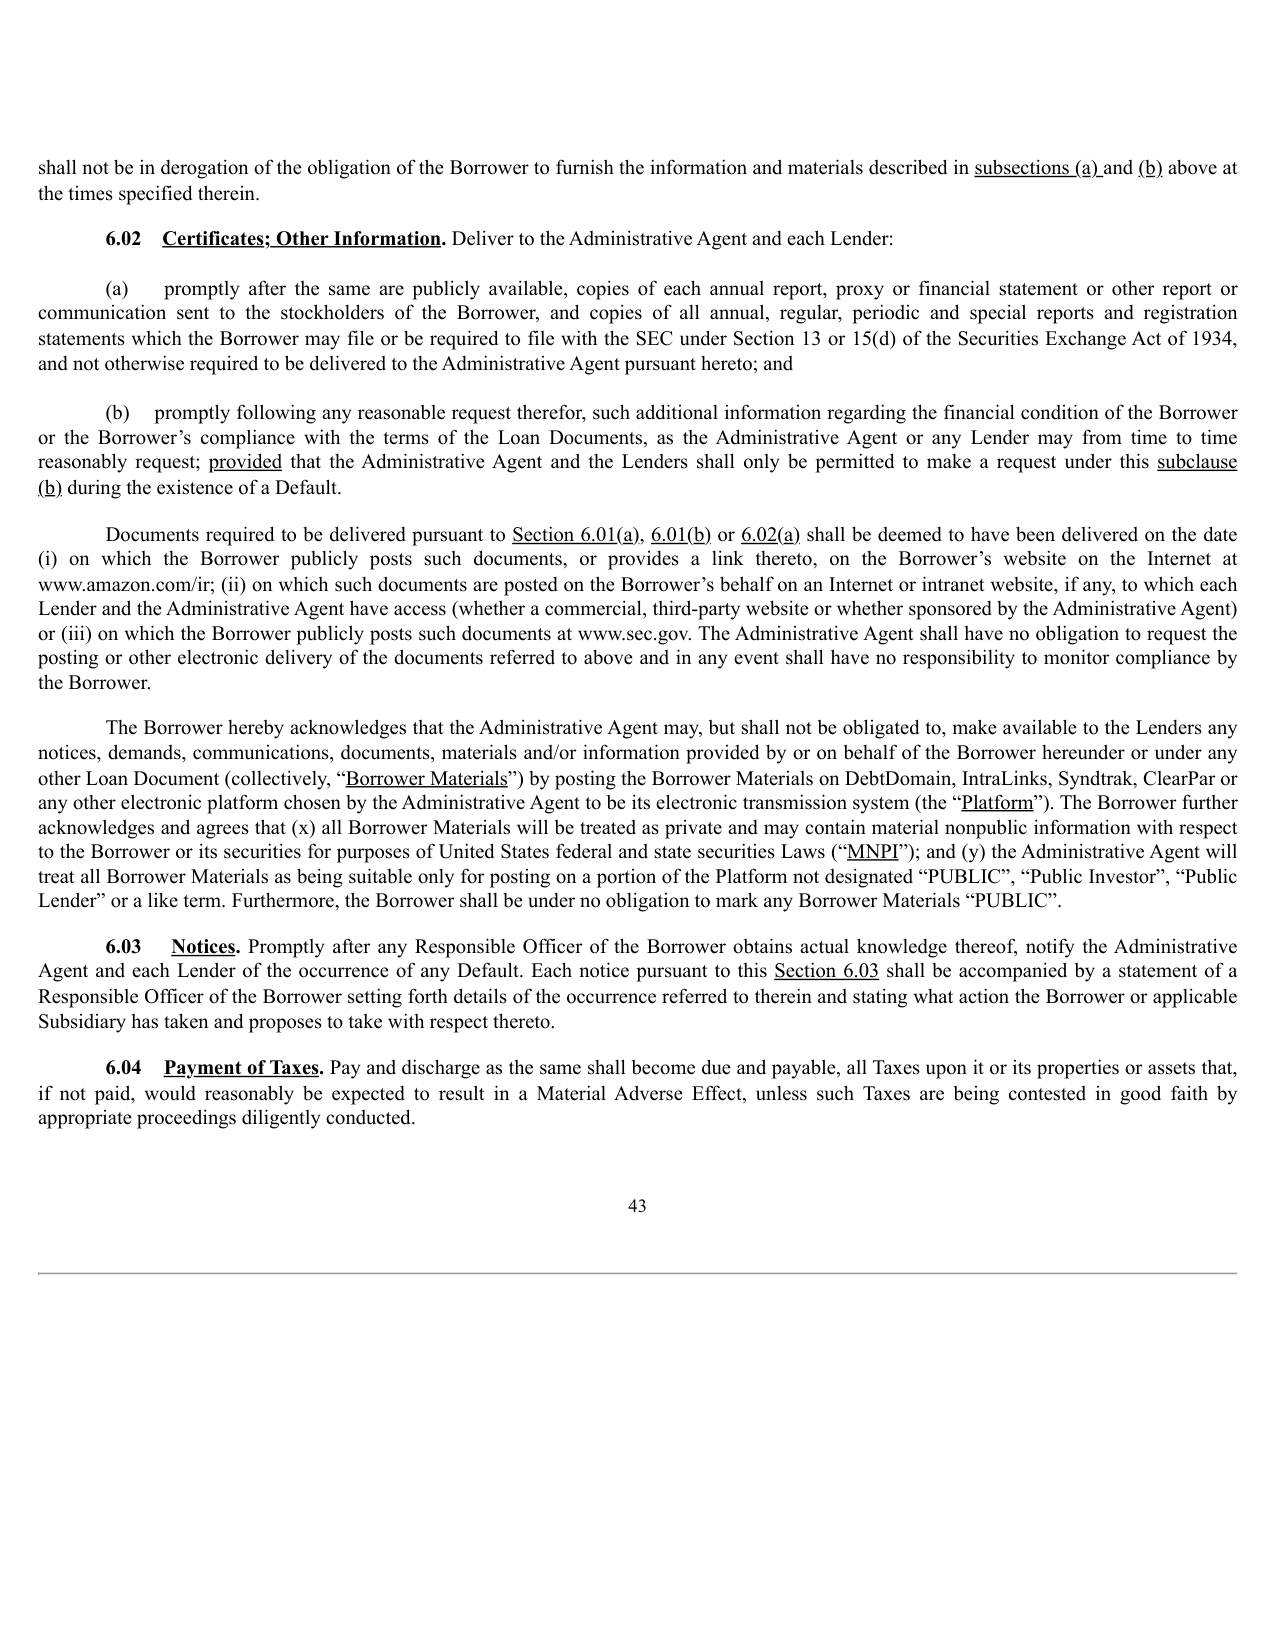 shall not be in derogation of the obligation of the Borrower to furnish the information and materials described in subsections (a) and (b) above at
the times specified therein.
6.02 Certificates; Other Information. Deliver to the Administrative Agent and each Lender:
(a) promptly after the same are publicly available, copies of each annual report, proxy or financial statement or other report or
communication sent to the stockholders of the Borrower, and copies of all annual, regular, periodic and special reports and registration
statements which the Borrower may file or be required to file with the SEC under Section 13 or 15(d) of the Securities Exchange Act of 1934,
and not otherwise required to be delivered to the Administrative Agent pursuant hereto; and
(b) promptly following any reasonable request therefor, such additional information regarding the financial condition of the Borrower
or the Borrower’s compliance with the terms of the Loan Documents, as the Administrative Agent or any Lender may from time to time
reasonably request; provided that the Administrative Agent and the Lenders shall only be permitted to make a request under this subclause
(b) during the existence of a Default.
Documents required to be delivered pursuant to Section 6.01(a), 6.01(b) or 6.02(a) shall be deemed to have been delivered on the date
(i) on which the Borrower publicly posts such documents, or provides a link thereto, on the Borrower’s website on the Internet at
www.amazon.com/ir; (ii) on which such documents are posted on the Borrower’s behalf on an Internet or intranet website, if any, to which each
Lender and the Administrative Agent have access (whether a commercial, third-party website or whether sponsored by the Administrative Agent)
or (iii) on which the Borrower publicly posts such documents at www.sec.gov. The Administrative Agent shall have no obligation to request the
posting or other electronic delivery of the documents referred to above and in any event shall have no responsibility to monitor compliance by
the Borrower.
The Borrower hereby acknowledges that the Administrative Agent may, but shall not be obligated to, make available to the Lenders any
notices, demands, communications, documents, materials and/or information provided by or on behalf of the Borrower hereunder or under any
other Loan Document (collectively, “Borrower Materials”) by posting the Borrower Materials on DebtDomain, IntraLinks, Syndtrak, ClearPar or
any other electronic platform chosen by the Administrative Agent to be its electronic transmission system (the “Platform”). The Borrower further
acknowledges and agrees that (x) all Borrower Materials will be treated as private and may contain material nonpublic information with respect
to the Borrower or its securities for purposes of United States federal and state securities Laws (“MNPI”); and (y) the Administrative Agent will
treat all Borrower Materials as being suitable only for posting on a portion of the Platform not designated “PUBLIC”, “Public Investor”, “Public
Lender” or a like term. Furthermore, the Borrower shall be under no obligation to mark any Borrower Materials “PUBLIC”.
6.03 Notices. Promptly after any Responsible Officer of the Borrower obtains actual knowledge thereof, notify the Administrative
Agent and each Lender of the occurrence of any Default. Each notice pursuant to this Section 6.03 shall be accompanied by a statement of a
Responsible Officer of the Borrower setting forth details of the occurrence referred to therein and stating what action the Borrower or applicable
Subsidiary has taken and proposes to take with respect thereto.
6.04 Payment of Taxes. Pay and discharge as the same shall become due and payable, all Taxes upon it or its properties or assets that,
if not paid, would reasonably be expected to result in a Material Adverse Effect, unless such Taxes are being contested in good faith by
appropriate proceedings diligently conducted.
43